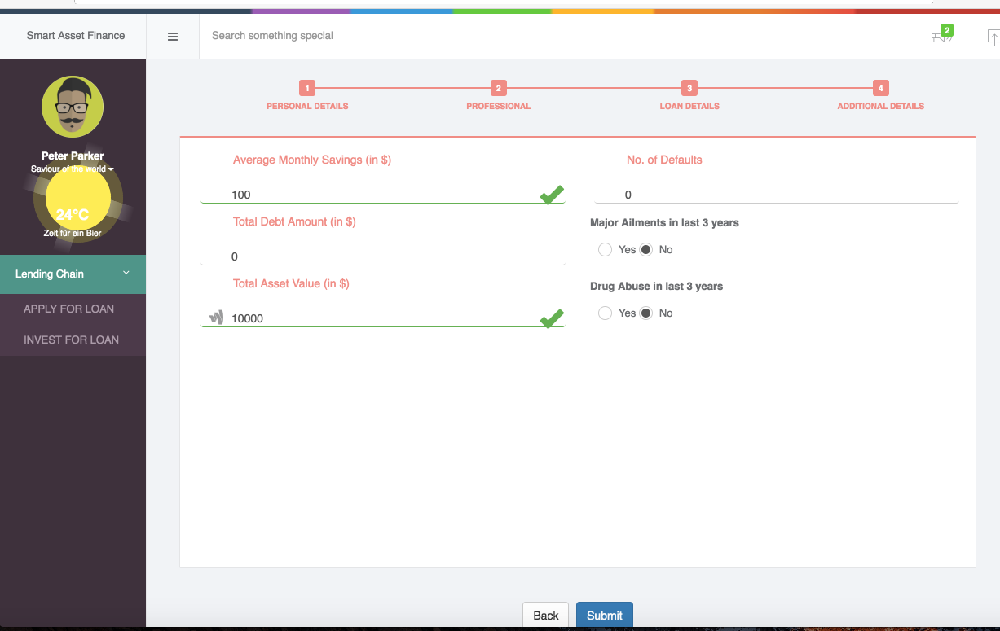 Smart Asset Finance
Search something special
2
1
2
3
4
PERSONAL DETAILS
PROFESSIONAL
LOAN DETAILS
ADDITIONAL DETAILS
Peter Parker
Saviour of the world
24°C
Zeit für ein Bier
Lending Chain
APPLY FOR LOAN
INVEST FOR LOAN
Average Monthly Savings (in $)
100
Total Debt Amount (in $)
0
Total Asset Value (in $)
10000
No. of Defaults
0
Major Ailments in last 3 years
Yes No
Drug Abuse in last 3 years
Yes No
Back
Submit